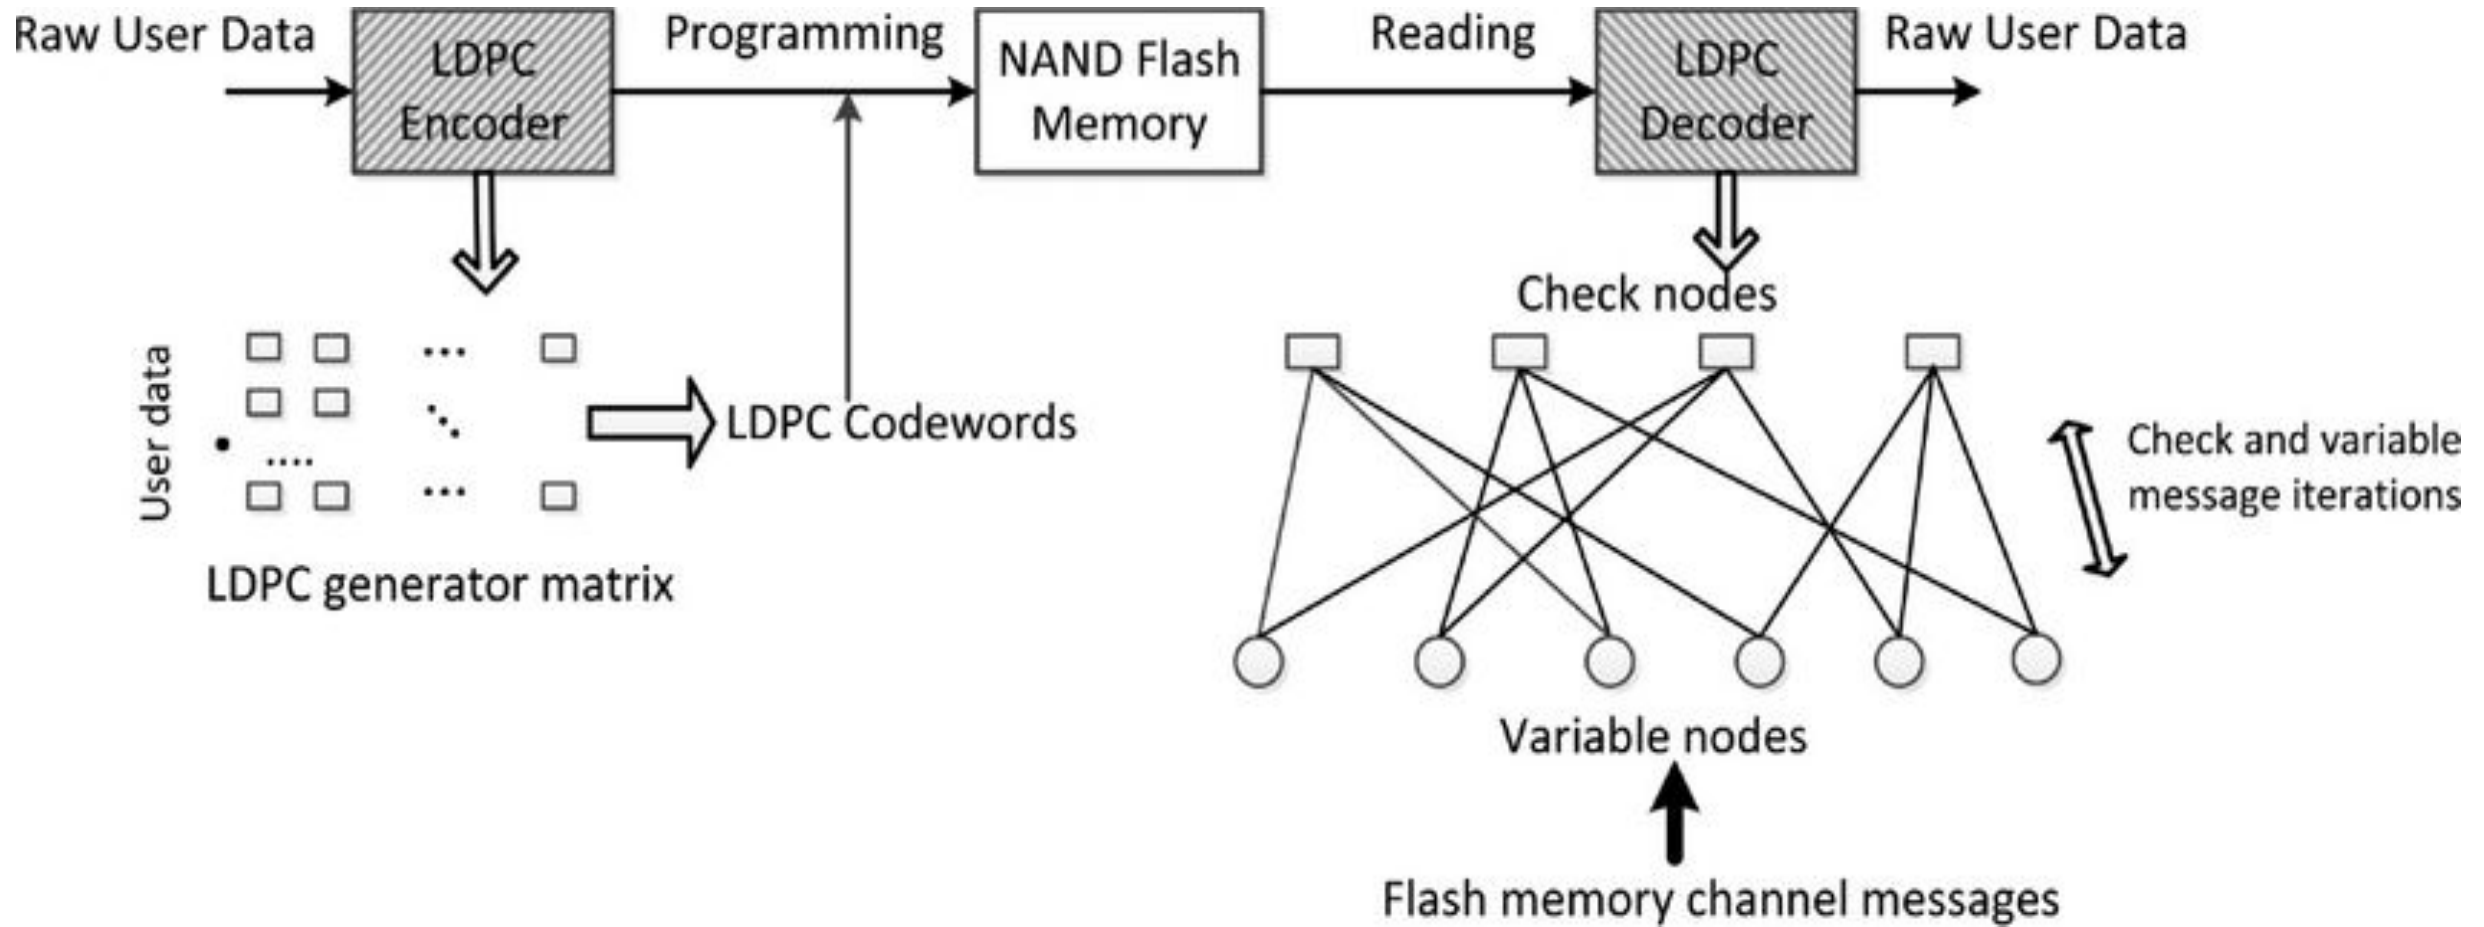 Raw User Data
LDPC
Encoder
Programming
NAND Flash
Memory
Reading
LDPC
Decoder
Raw User Data
User data
LDPC Codewords
LDPC generator matrix
Check nodes
Check and variable
message iterations
Variable nodes
Flash memory channel messages